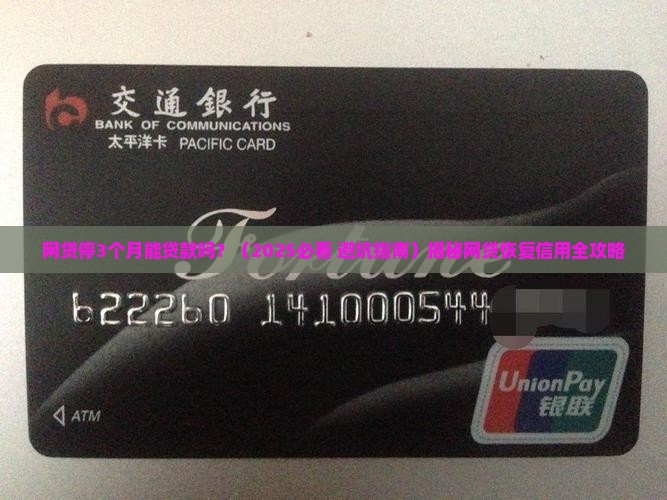 交通銀行
BANK OF COMMUNICATIONS
太平洋卡 PACIFIC CARD
Fortune
网贷停3个月能贷款吗？（2025必看 避坑指南）揭秘网贷恢复信用全攻略
622260 141000544
UnionPay
银联
ATM